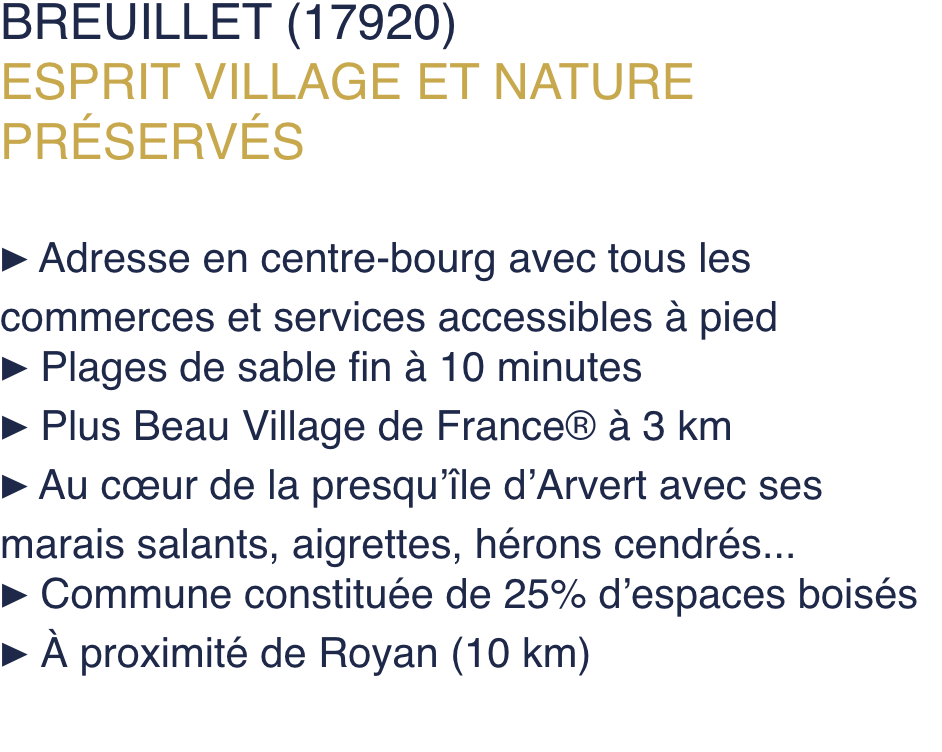 BREUILLET (17920)
ESPRIT VILLAGE ET NATURE
PRÉSERVÉS
► Adresse en centre-bourg avec tous les
commerces et services accessibles à pied
► Plages de sable fin à 10 minutes
► Plus Beau Village de France® à 3 km
► Au cœur de la presqu’île d’Arvert avec ses
marais salants, aigrettes, hérons cendrés...
► Commune constituée de 25% d’espaces boisés
► À proximité de Royan (10 km)